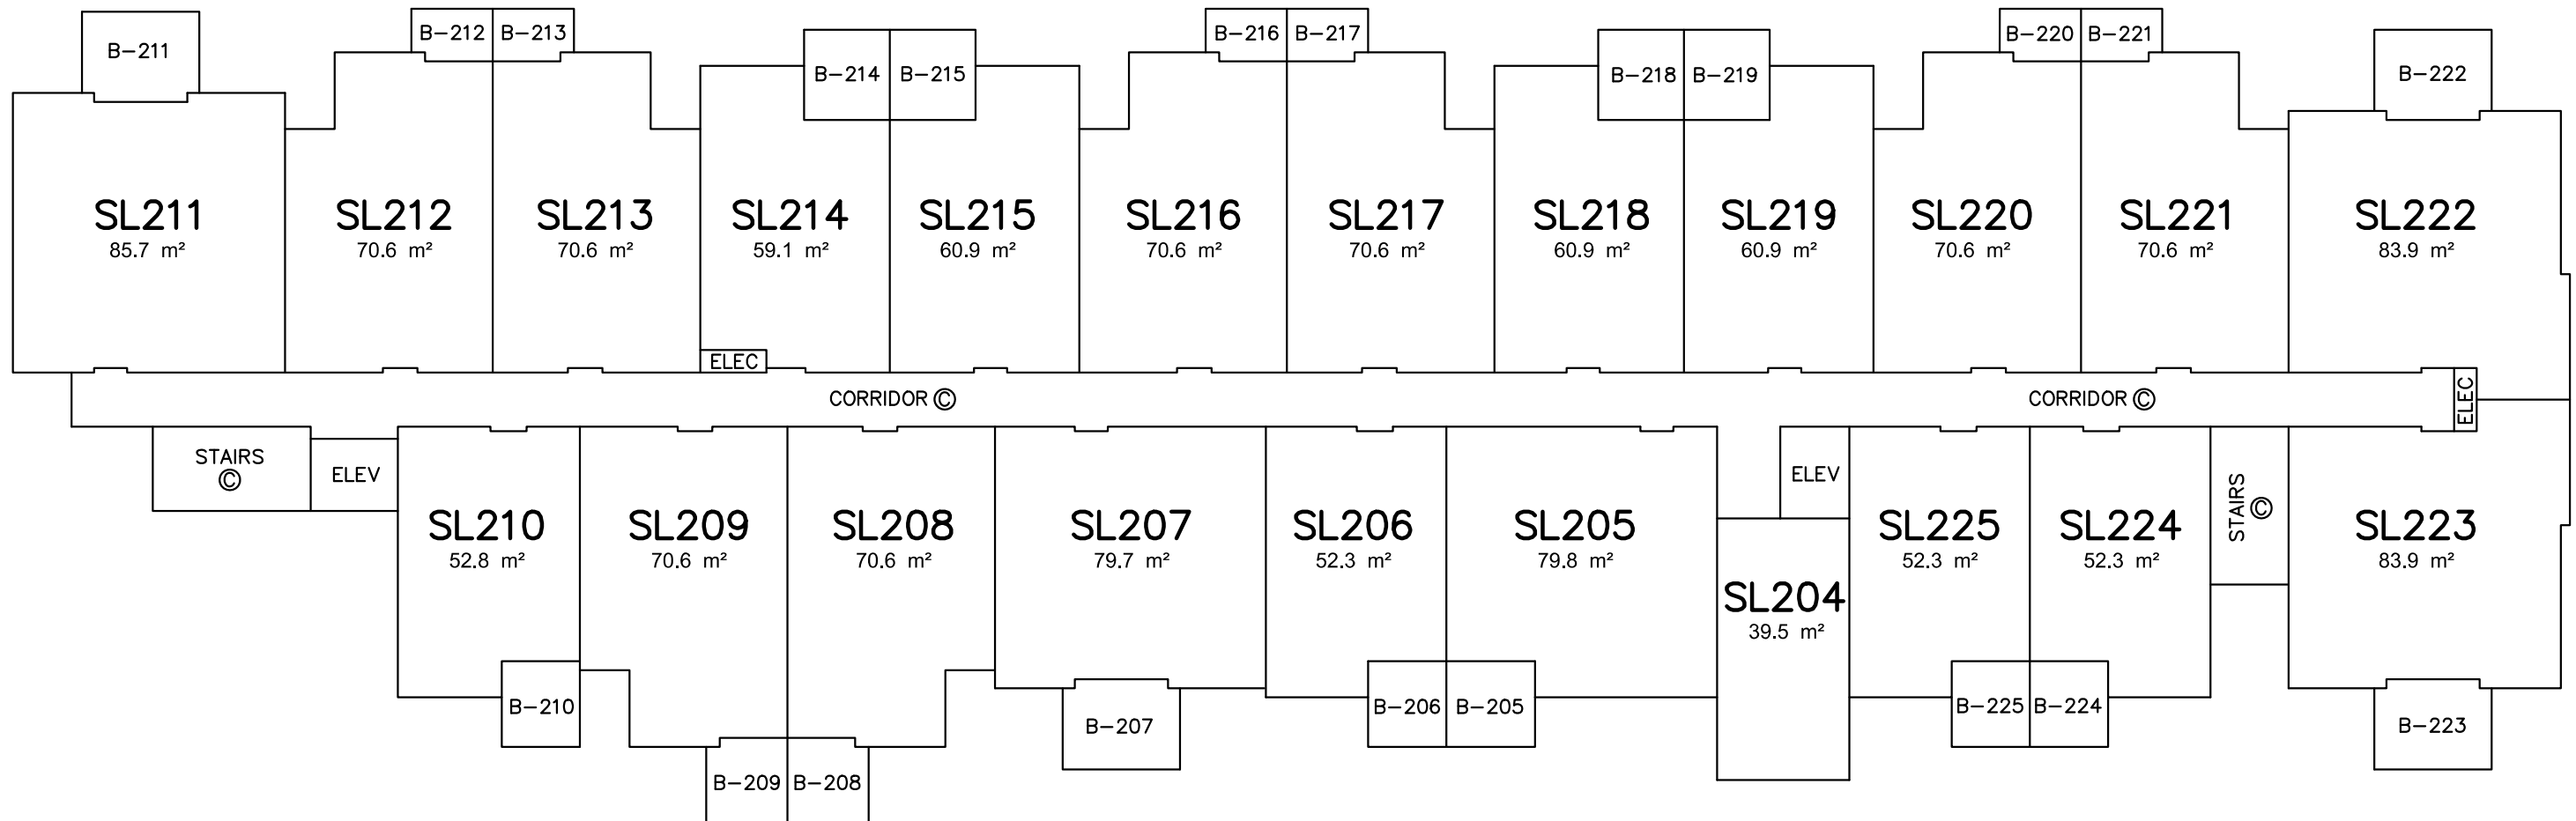 B-211
B-212
B-213
B-214
B-215
B-216
B-217
B-218
B-219
B-220
B-221
B-222
SL211
85.7 m²
SL212
70.6 m²
SL213
70.6 m²
SL214
59.1 m²
SL215
60.9 m²
SL216
70.6 m²
SL217
70.6 m²
SL218
60.9 m²
SL219
60.9 m²
SL220
70.6 m²
SL221
70.6 m²
SL222
83.9 m²
ELEC
CORRIDOR ©
CORRIDOR ©
ELEC
STAIRS
©
ELEV
SL210
52.8 m²
SL209
70.6 m²
SL208
70.6 m²
SL207
79.7 m²
SL206
52.3 m²
SL205
79.8 m²
ELEV
SL204
39.5 m²
SL225
52.3 m²
SL224
52.3 m²
STAIRS
©
SL223
83.9 m²
B-210
B-209
B-208
B-207
B-206
B-205
B-225
B-224
B-223